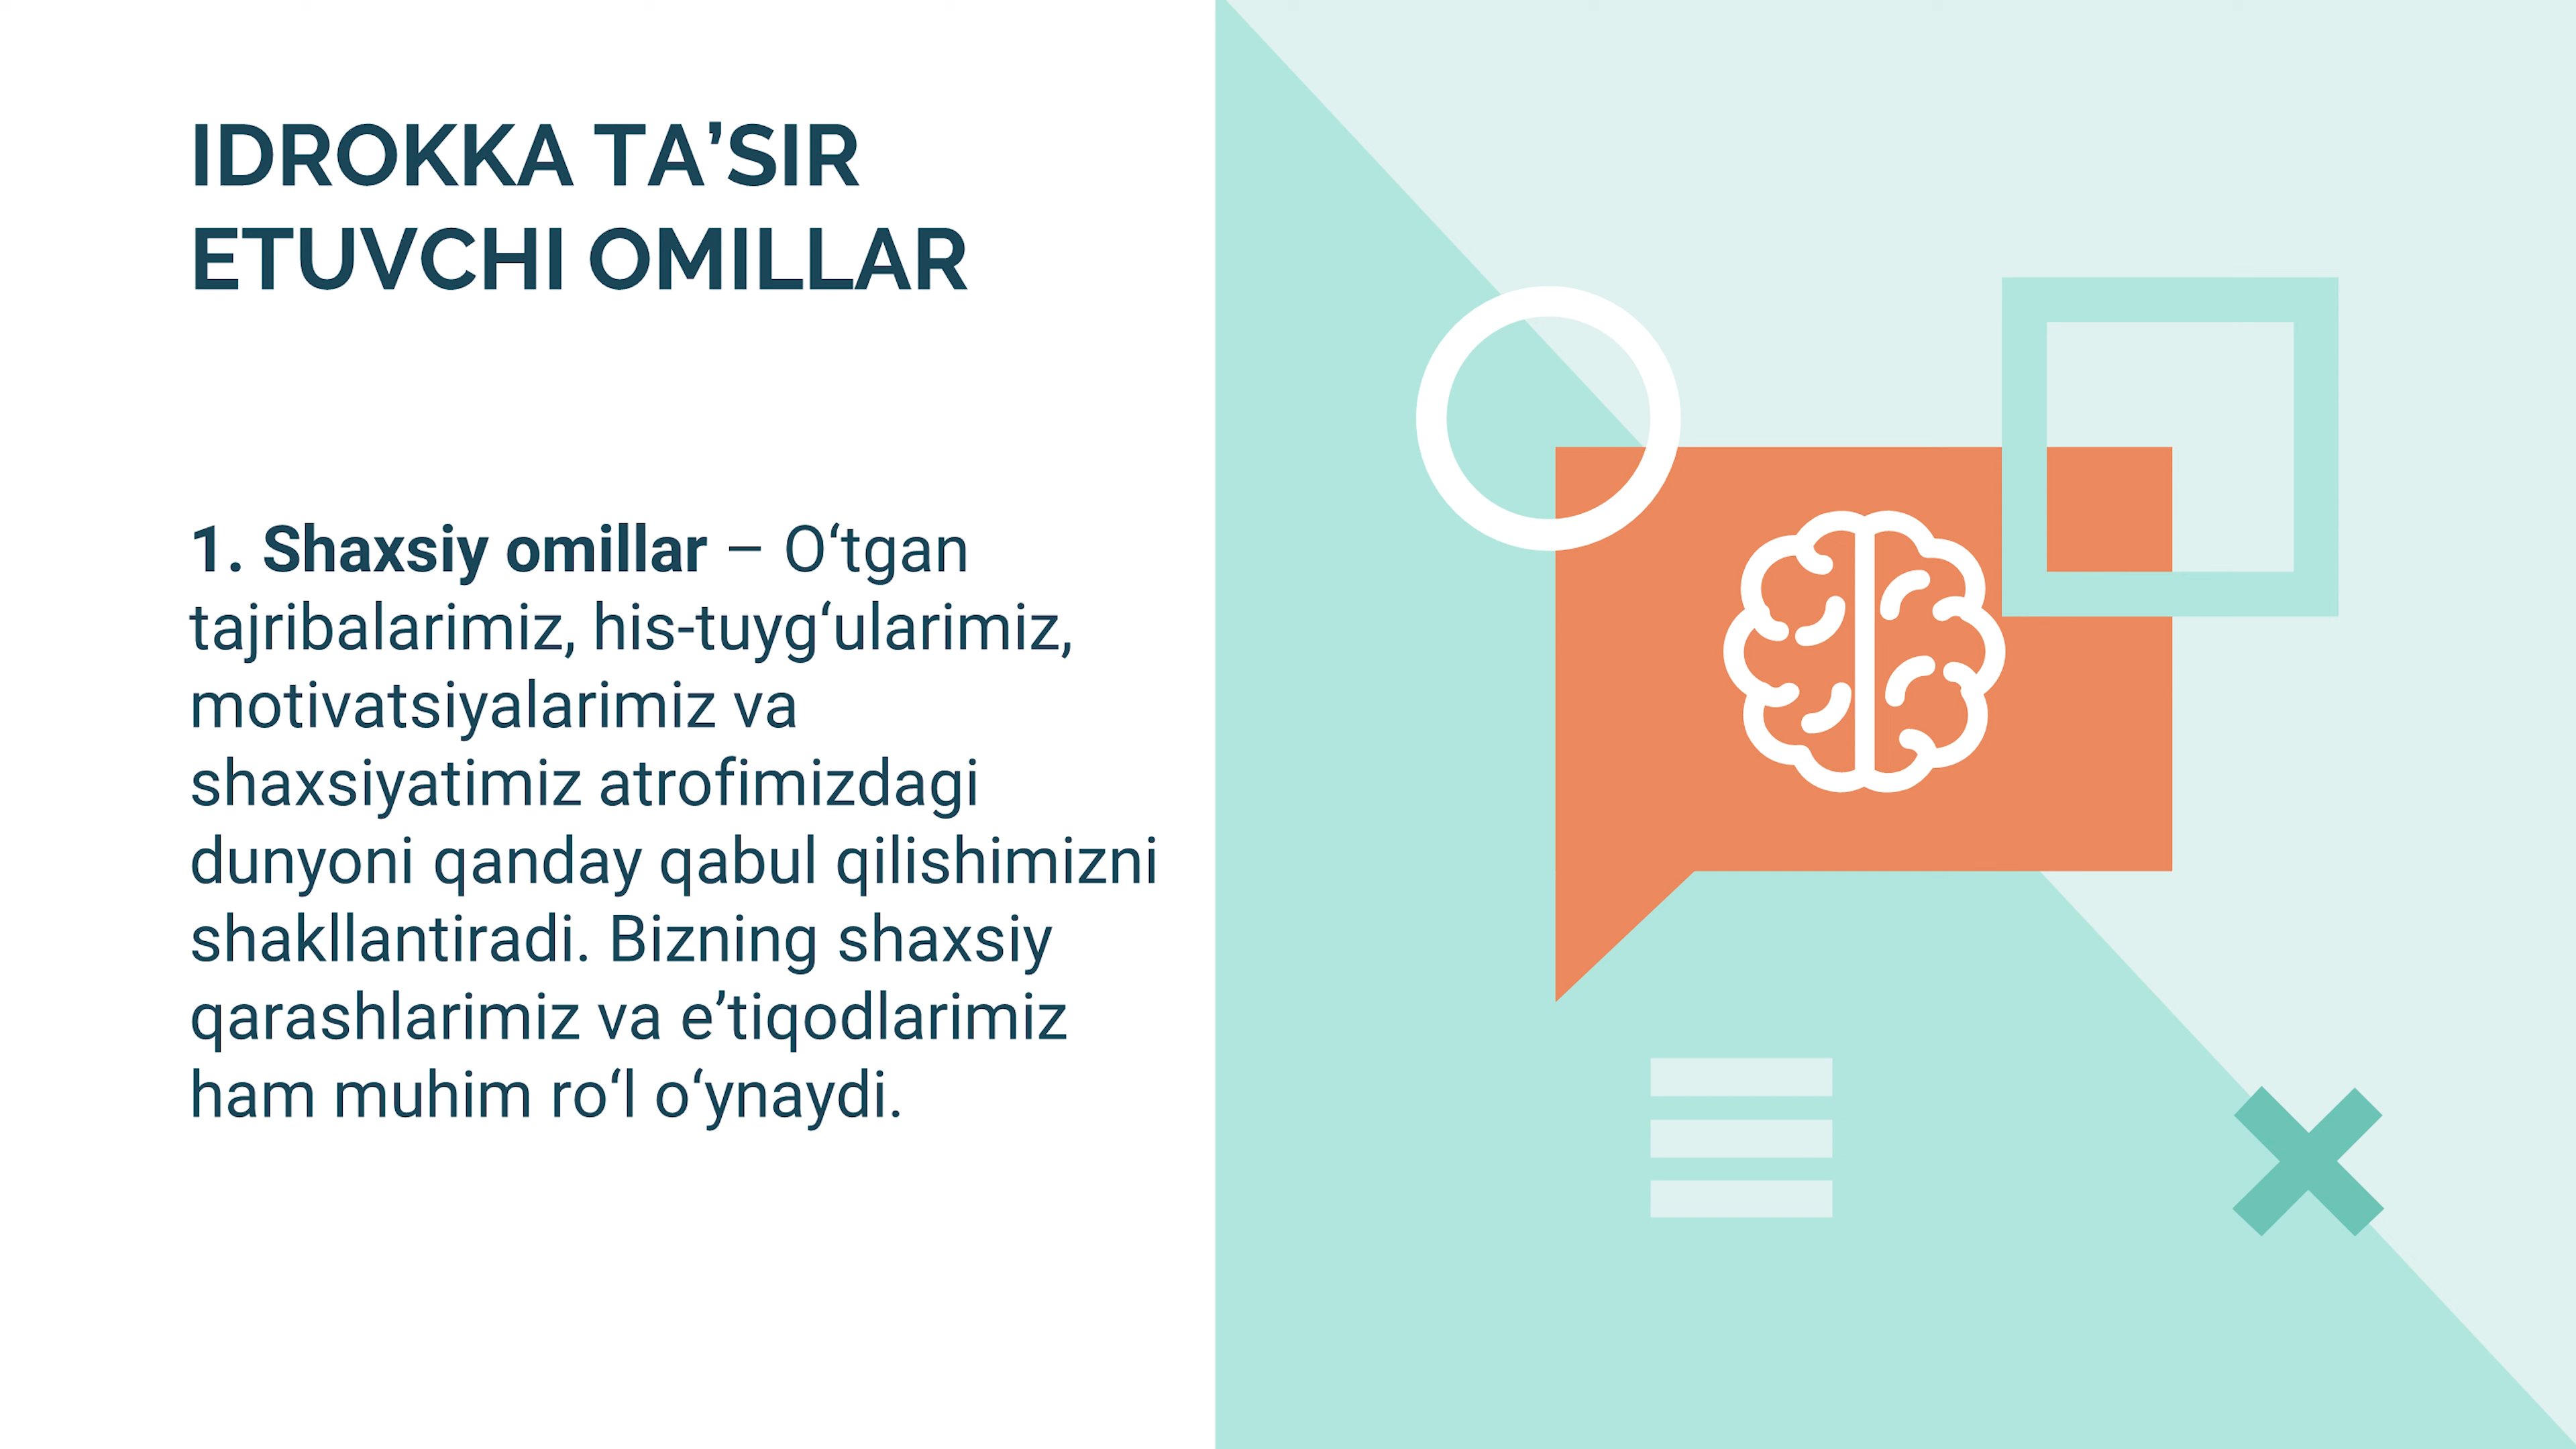 IDROKKA TA’SIR
ETUVCHI OMILLAR
1. Shaxsiy omillar – O‘tgan
tajribalarimiz, his-tuyg‘ularimiz,
motivatsiyalarimiz va
shaxsiyatimiz atrofimizdagi
dunyoni qanday qabul qilishimizni
shakllantiradi. Bizning shaxsiy
qarashlarimiz va e’tiqodlarimiz
ham muhim ro‘l o‘ynaydi.